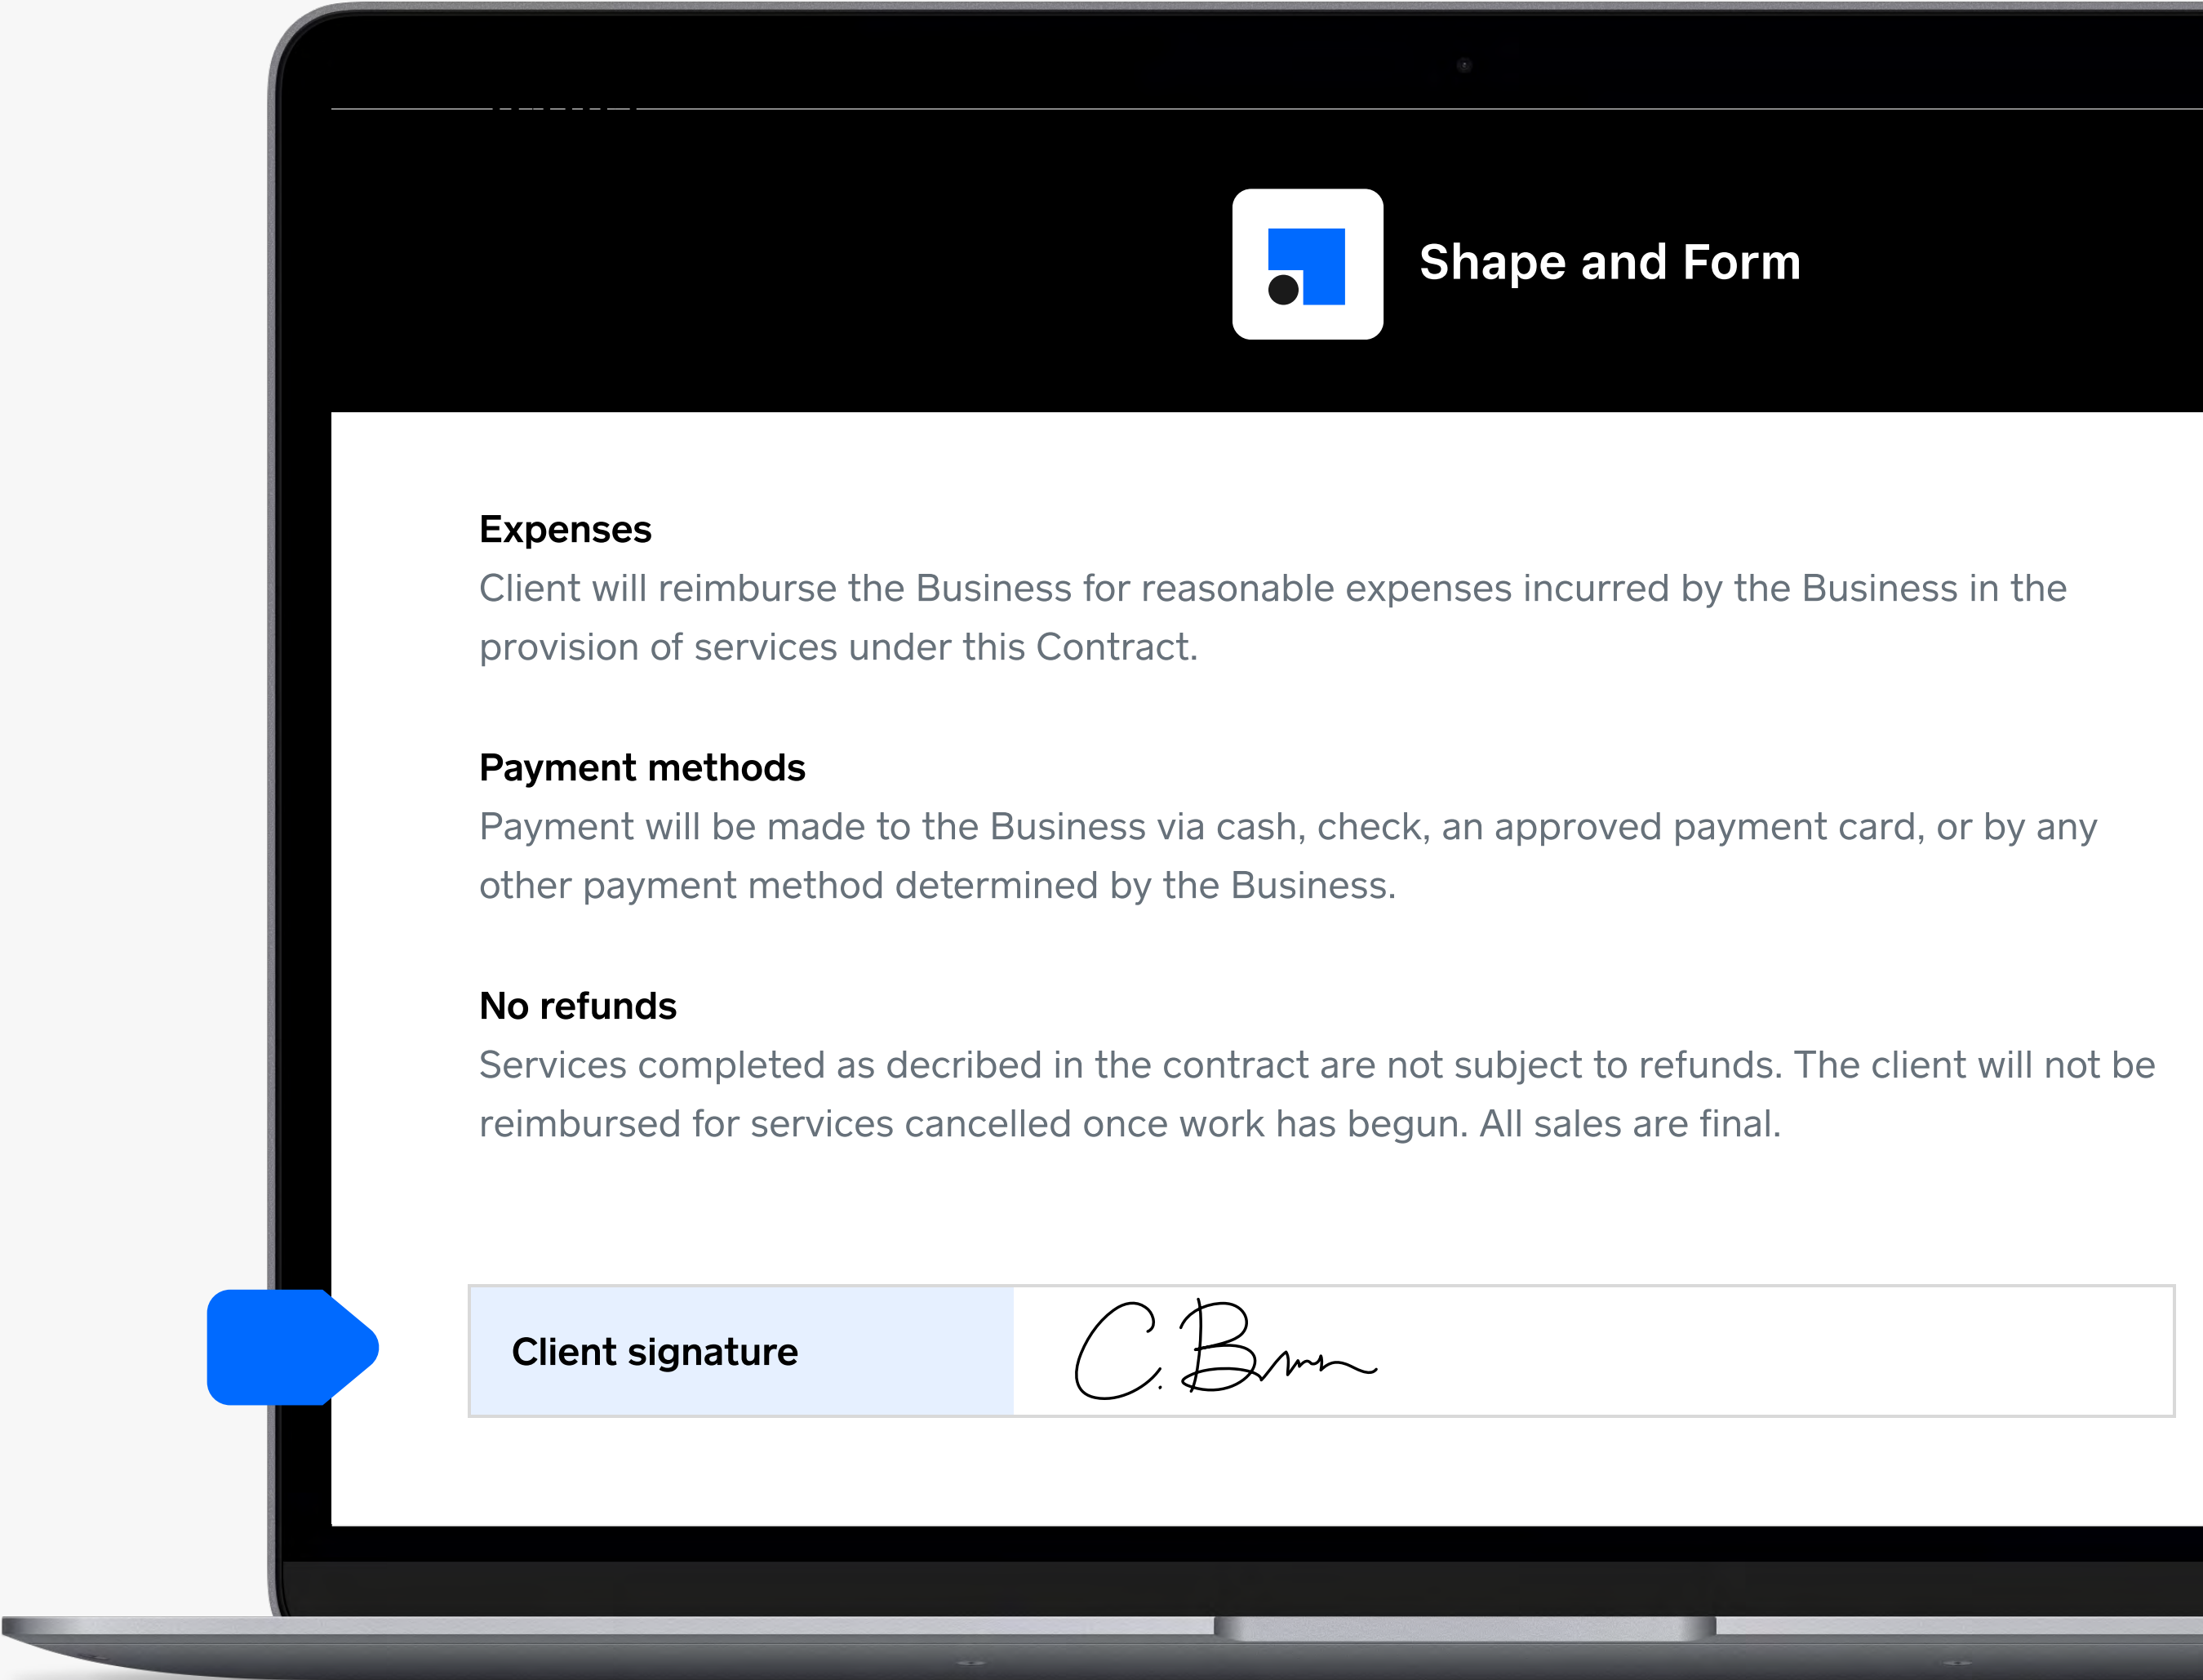 Shape and Form
Expenses
Client will reimburse the Business for reasonable expenses incurred by the Business in the
provision of services under this Contract.
Payment methods
Payment will be made to the Business via cash, check, an approved payment card, or by any
other payment method determined by the Business.
No refunds
Services completed as decribed in the contract are not subject to refunds. The client will not be
reimbursed for services cancelled once work has begun. All sales are final.
Client signature
C. B